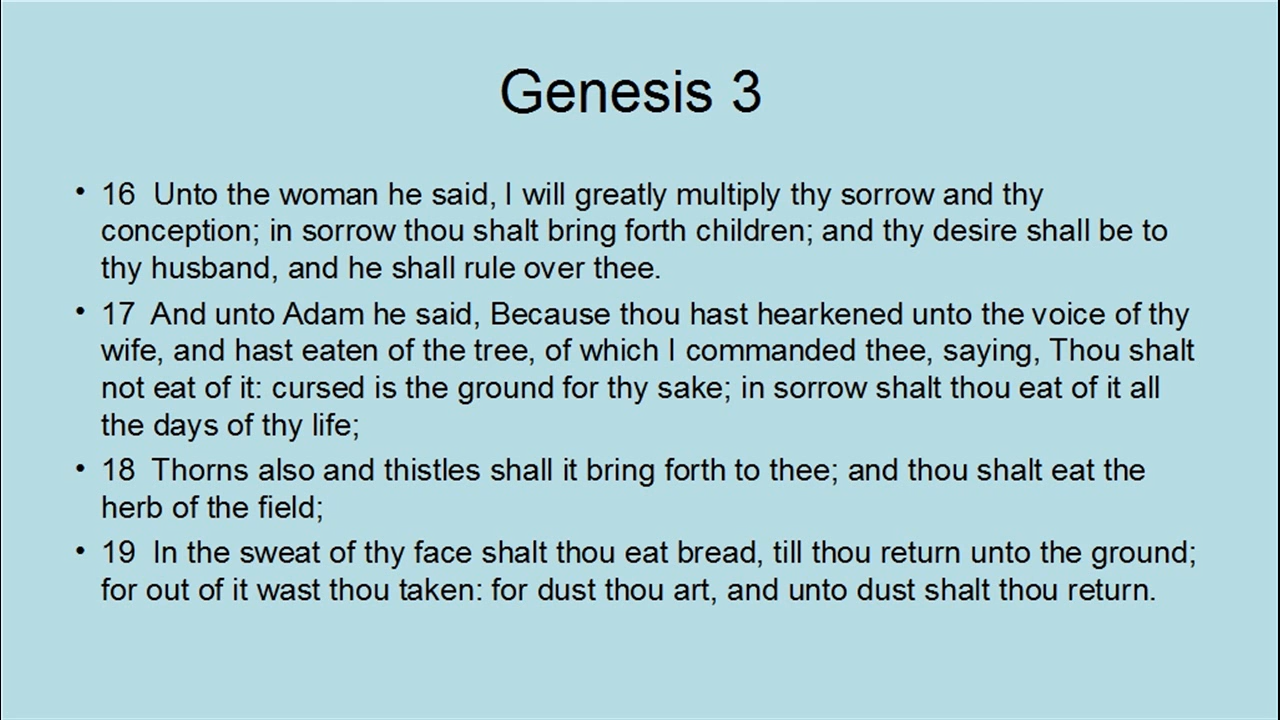 Genesis 3
• 16  Unto the woman he said, I will greatly multiply thy sorrow and thy
conception; in sorrow thou shalt bring forth children; and thy desire shall be to
thy husband, and he shall rule over thee.
• 17  And unto Adam he said, Because thou hast hearkened unto the voice of thy
wife, and hast eaten of the tree, of which I commanded thee, saying, Thou shalt
not eat of it: cursed is the ground for thy sake; in sorrow shalt thou eat of it all
the days of thy life;
• 18  Thorns also and thistles shall it bring forth to thee; and thou shalt eat the
herb of the field;
• 19  In the sweat of thy face shalt thou eat bread, till thou return unto the ground;
for out of it wast thou taken: for dust thou art, and unto dust shalt thou return.